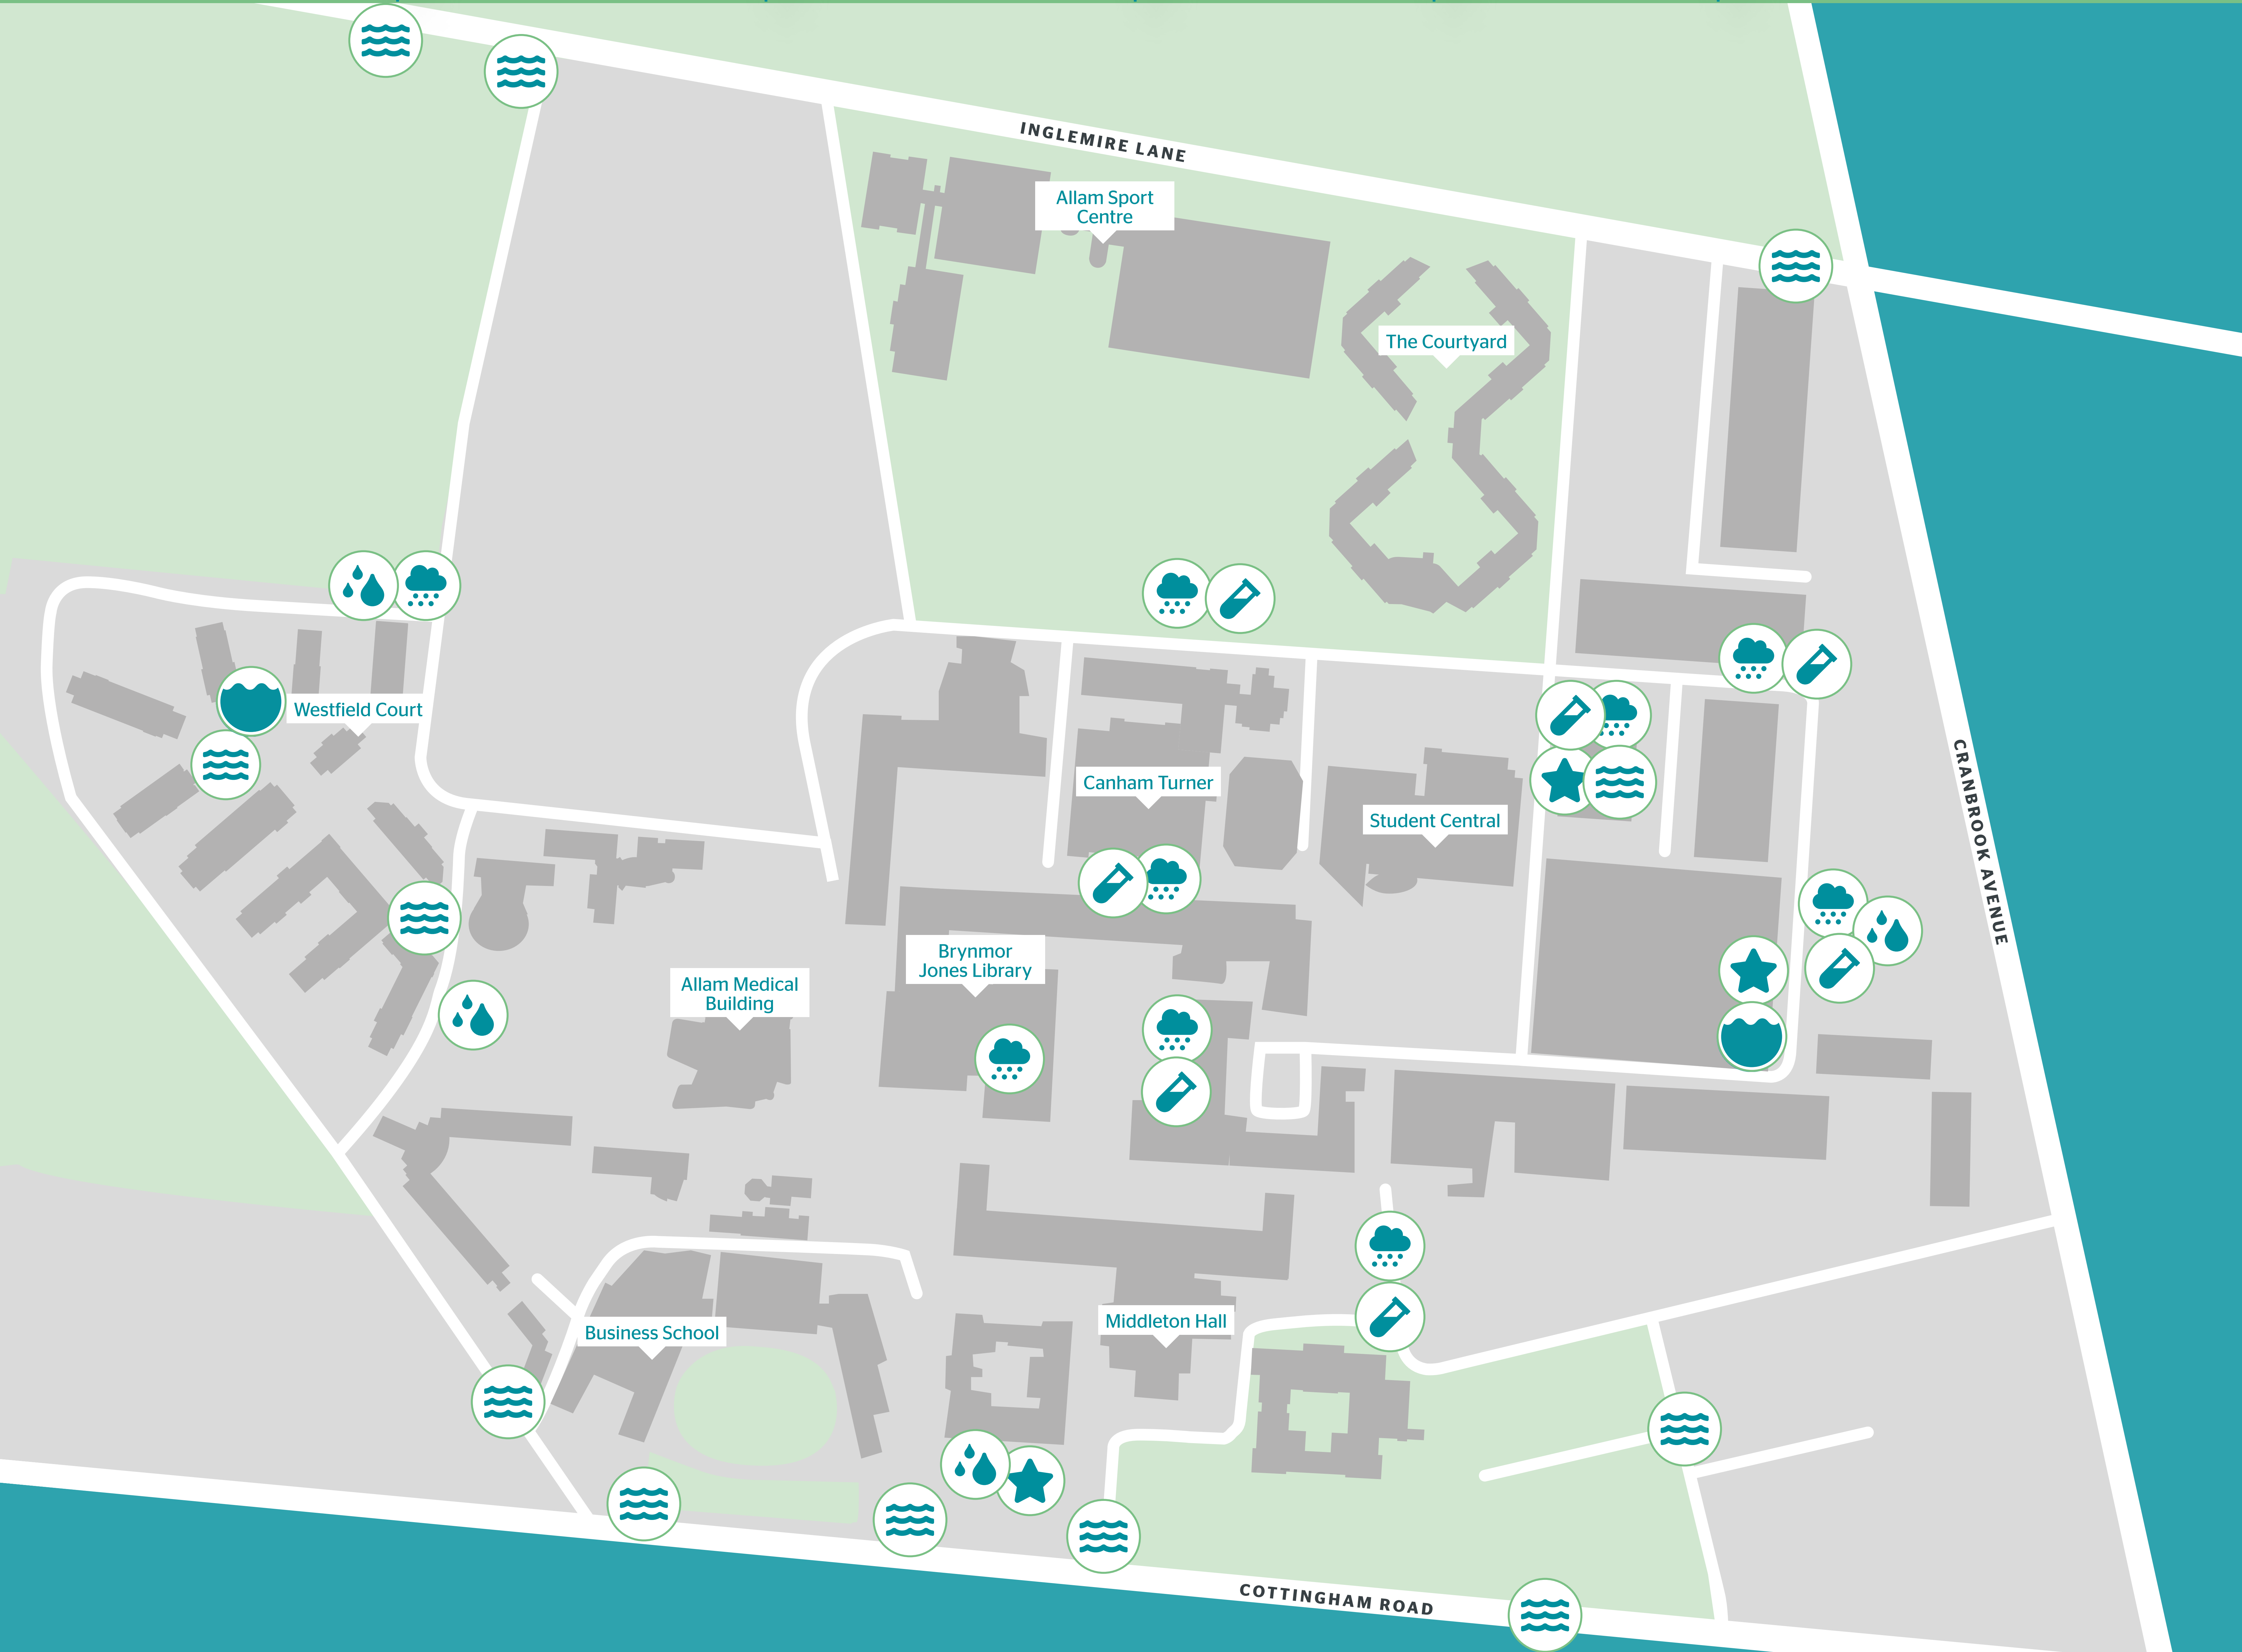 INGLEMIRE LANE
Allam Sport
Centre
The Courtyard
Westfield Court
Canham Turner
Student Central
CRANBROOK AVENUE
Brynmor
Jones Library
Allam Medical
Building
Middleton Hall
Business School
COTTINGHAM ROAD